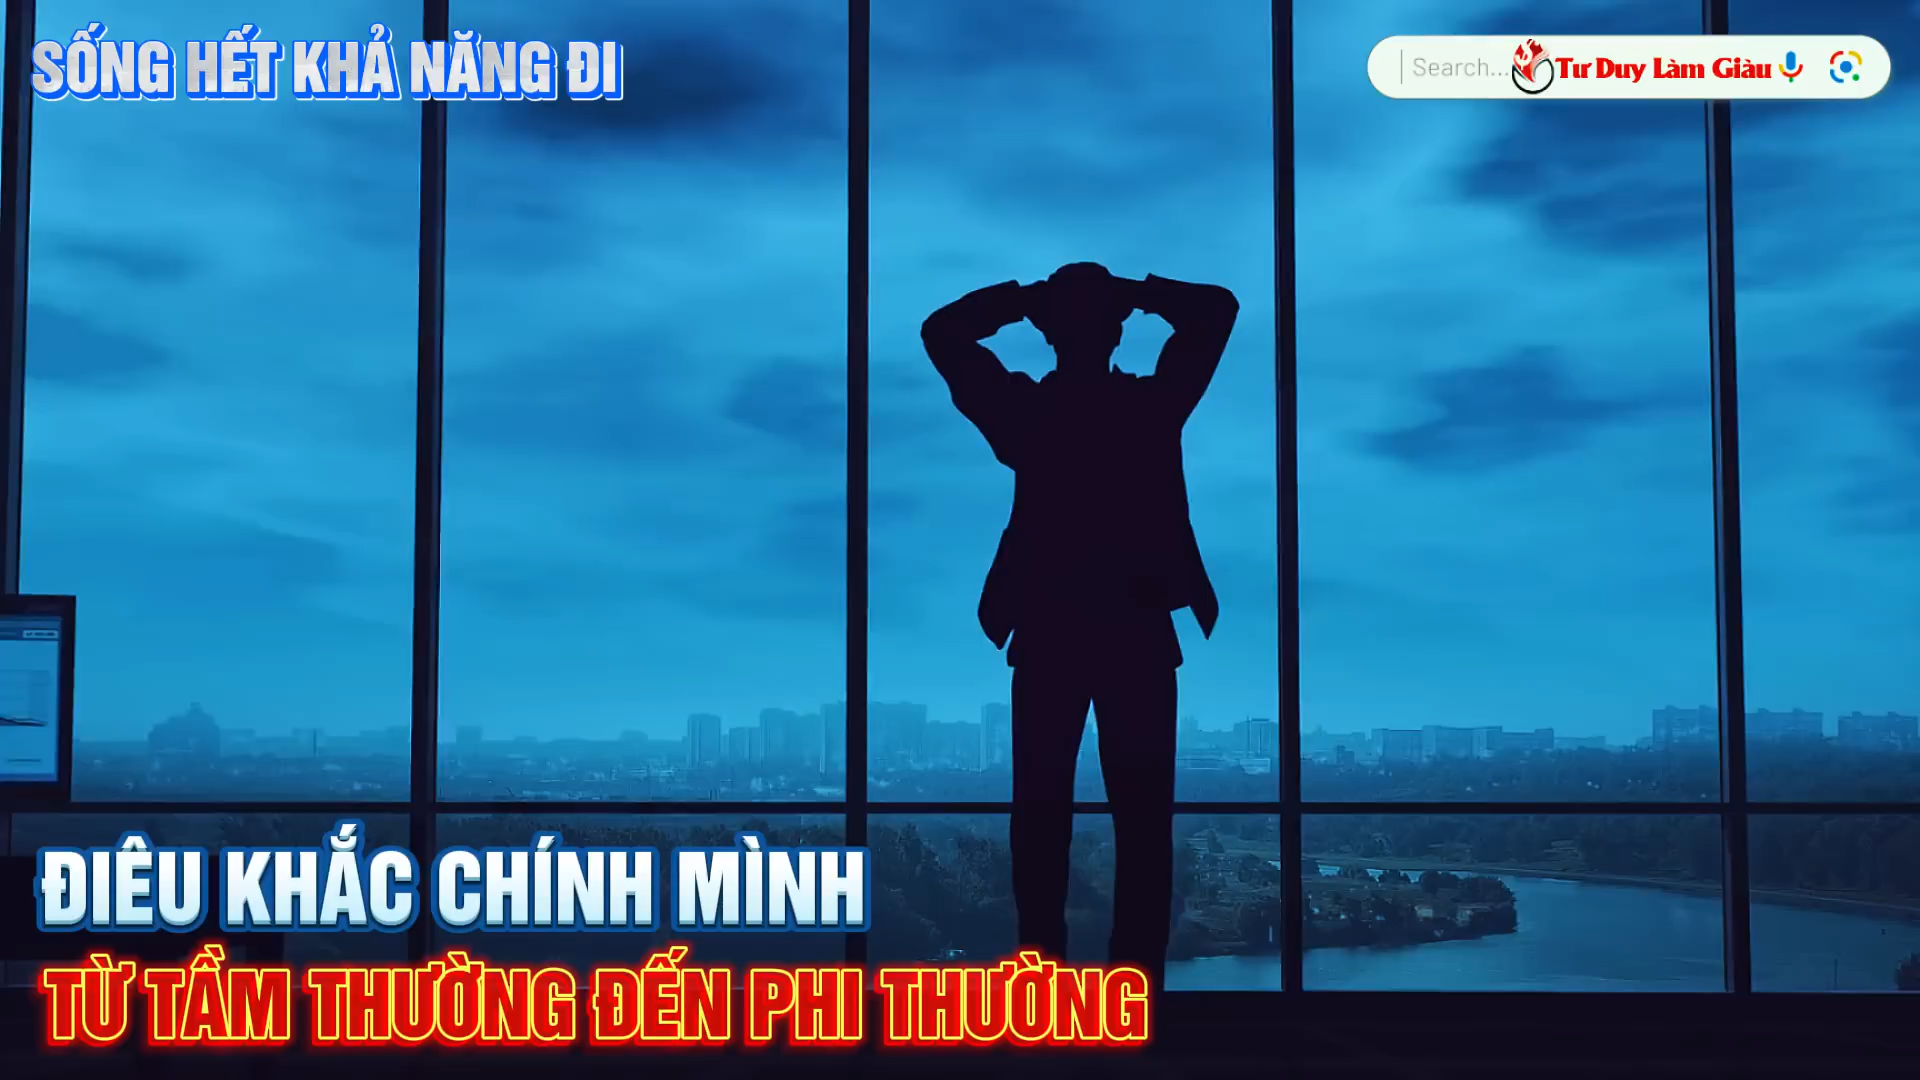 SỐNG HẾT KHẢ NĂNG ĐI
Search... Tư Duy Làm Giàu
ĐIÊU KHẮC CHÍNH MÌNH
TỪ TẦM THƯỜNG ĐẾN PHI THƯỜNG